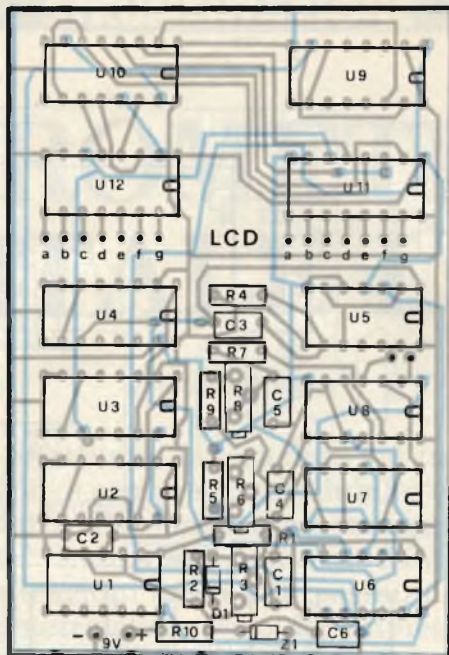 U10 U9
U12 U11
a b c d e f g LCD a b c d e f g
R4
U4 C3 U5
R7
U3 R9 R8 C5 U8
U2 R5 R6 C4 U7
C2 R1
U1 R2 D1 R3 C1 U6
- 9V + R10 Z1 C6